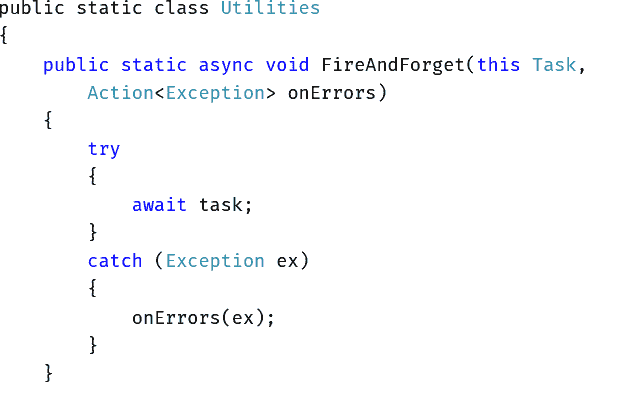 public static class Utilities
{
    public static async void FireAndForget(this Task,
        Action<Exception> onErrors)
    {
        try
        {
            await task;
        }
        catch (Exception ex)
        {
            onErrors(ex);
        }
    }